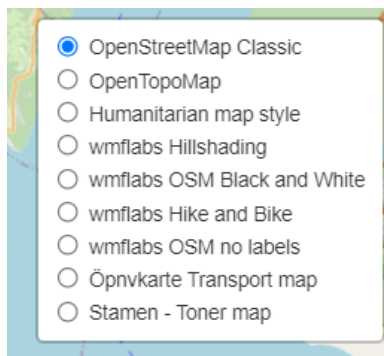 OpenStreetMap Classic
OpenTopoMap
Humanitarian map style
wmflabs Hillshading
wmflabs OSM Black and White
wmflabs Hike and Bike
wmflabs OSM no labels
Öpnvkarte Transport map
Stamen - Toner map